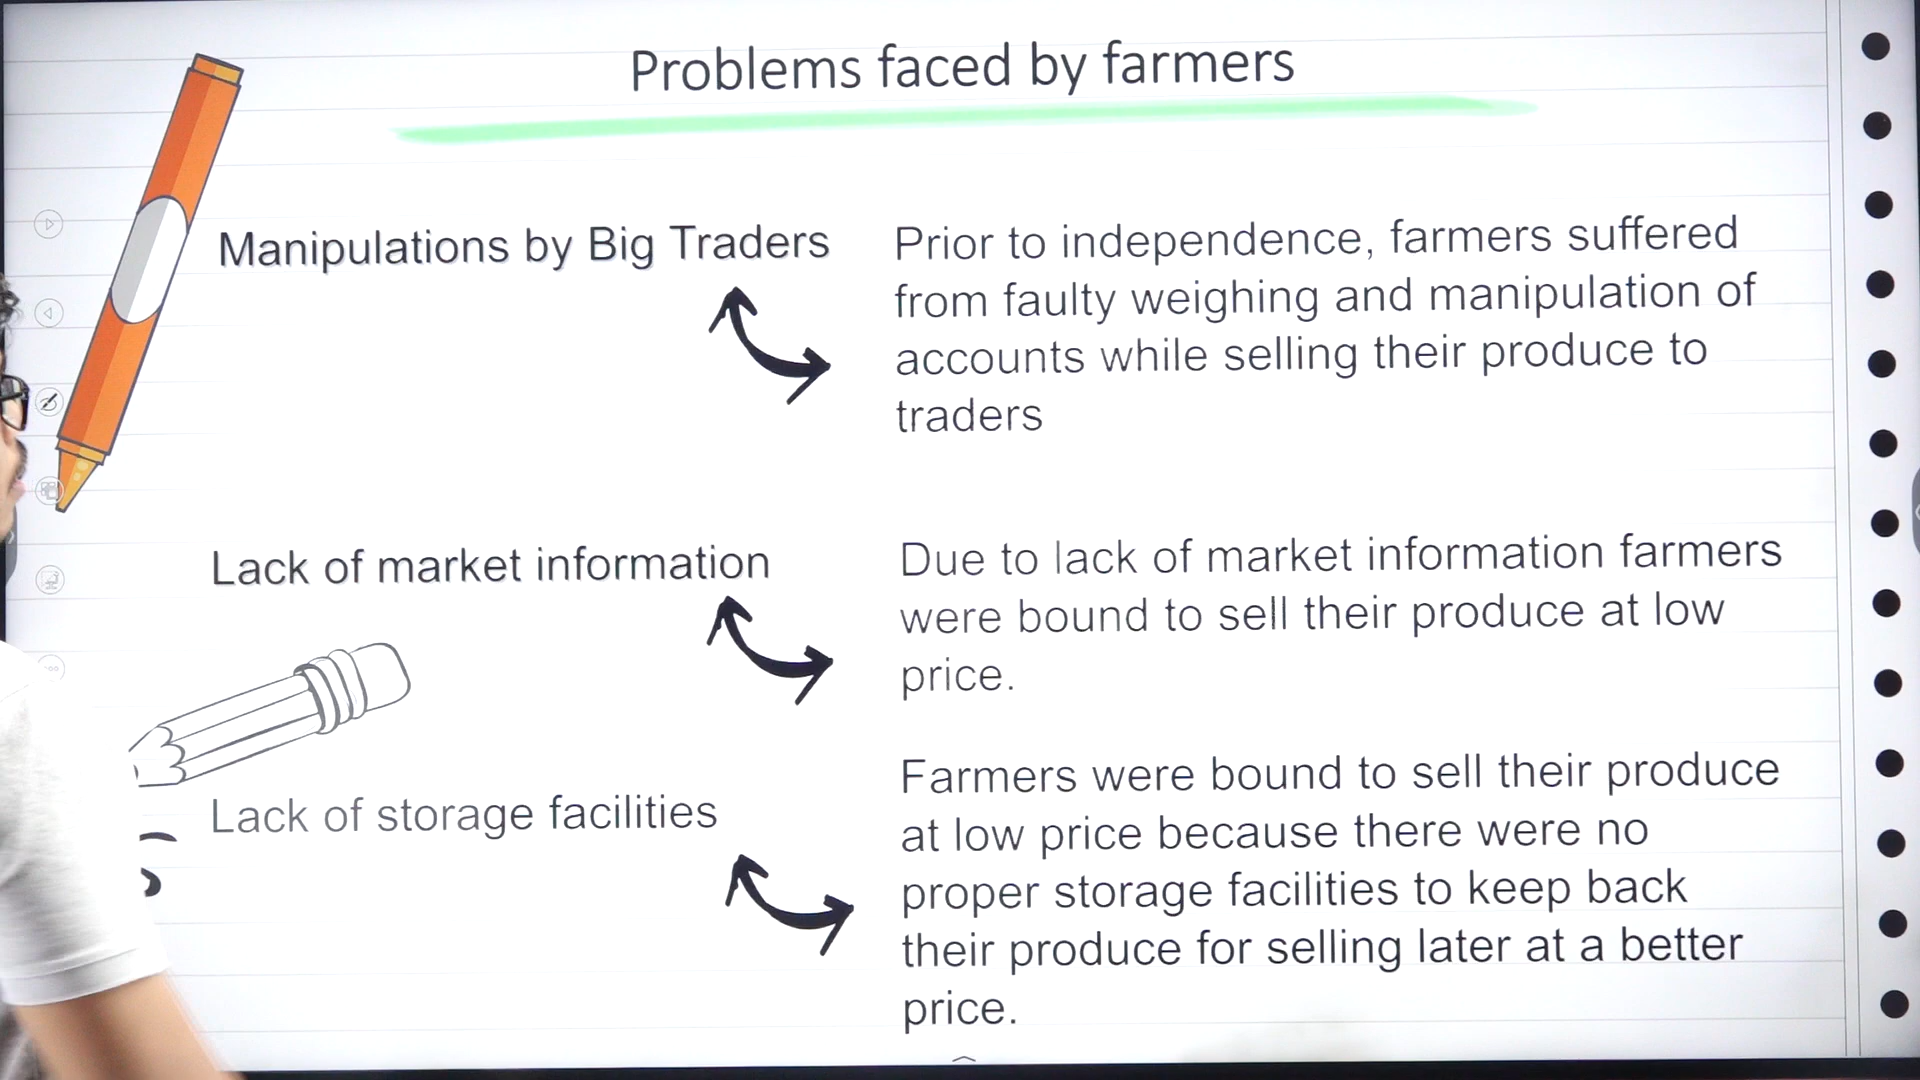 Problems faced by farmers
Manipulations by Big Traders
Prior to independence, farmers suffered
from faulty weighing and manipulation of
accounts while selling their produce to
traders
Lack of market information
Due to lack of market information farmers
were bound to sell their produce at low
price.
Lack of storage facilities
Farmers were bound to sell their produce
at low price because there were no
proper storage facilities to keep back
their produce for selling later at a better
price.